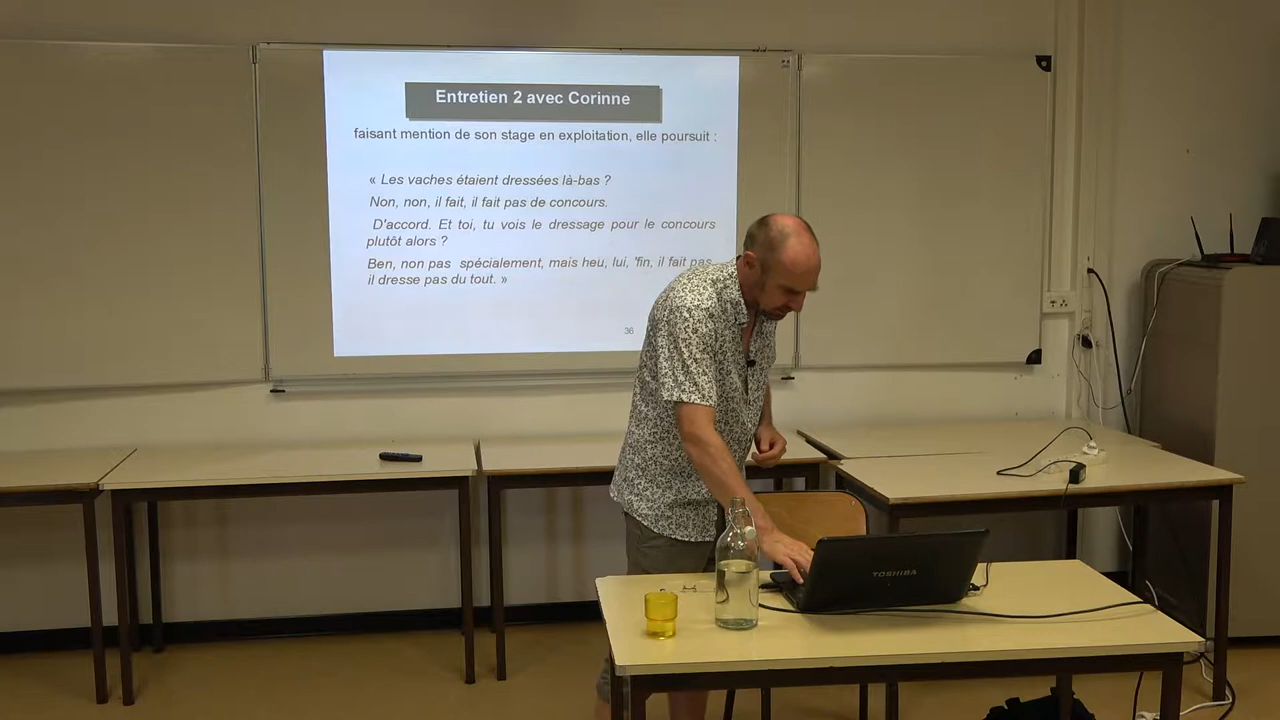 Entretien 2 avec Corinne
faisant mention de son stage en exploitation, elle poursuit :
« Les vaches étaient dressées là-bas ?
Non, non, il fait, il fait pas de concours.
D'accord. Et toi, tu vois le dressage pour le concours
plutôt alors ?
Ben, non pas spécialement, mais heu, lui, 'fin, il fait pas,
il dresse pas du tout. »
36
TOSHIBA